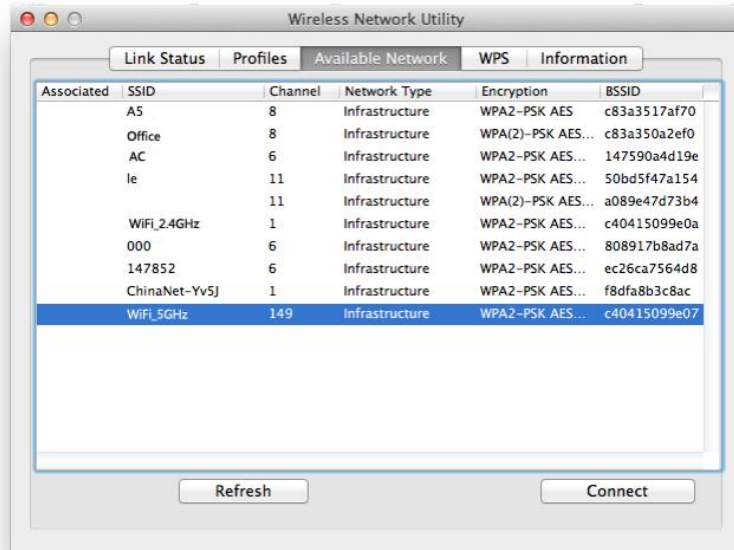 Wireless Network Utility
Link Status Profiles Available Network WPS Information
Associated SSID Channel Network Type Encryption BSSID
A5 8 Infrastructure WPA2-PSK AES c83a3517af70
Office 8 Infrastructure WPA(2)-PSK AES... c83a350a2ef0
AC 6 Infrastructure WPA2-PSK AES... 147590a4d19e
le 11 Infrastructure WPA2-PSK AES... 50bd5f47a154
11 Infrastructure WPA(2)-PSK AES... a089e47d73b4
WiFi_2.4GHz 1 Infrastructure WPA2-PSK AES... c40415099e0a
000 6 Infrastructure WPA2-PSK AES... 808917b8ad7a
147852 6 Infrastructure WPA2-PSK AES... ec26ca7564d8
ChinaNet-Yv5J 1 Infrastructure WPA2-PSK AES... f8dfa8b3c8ac
WiFi_5GHz 149 Infrastructure WPA2-PSK AES... c40415099e07
Refresh Connect